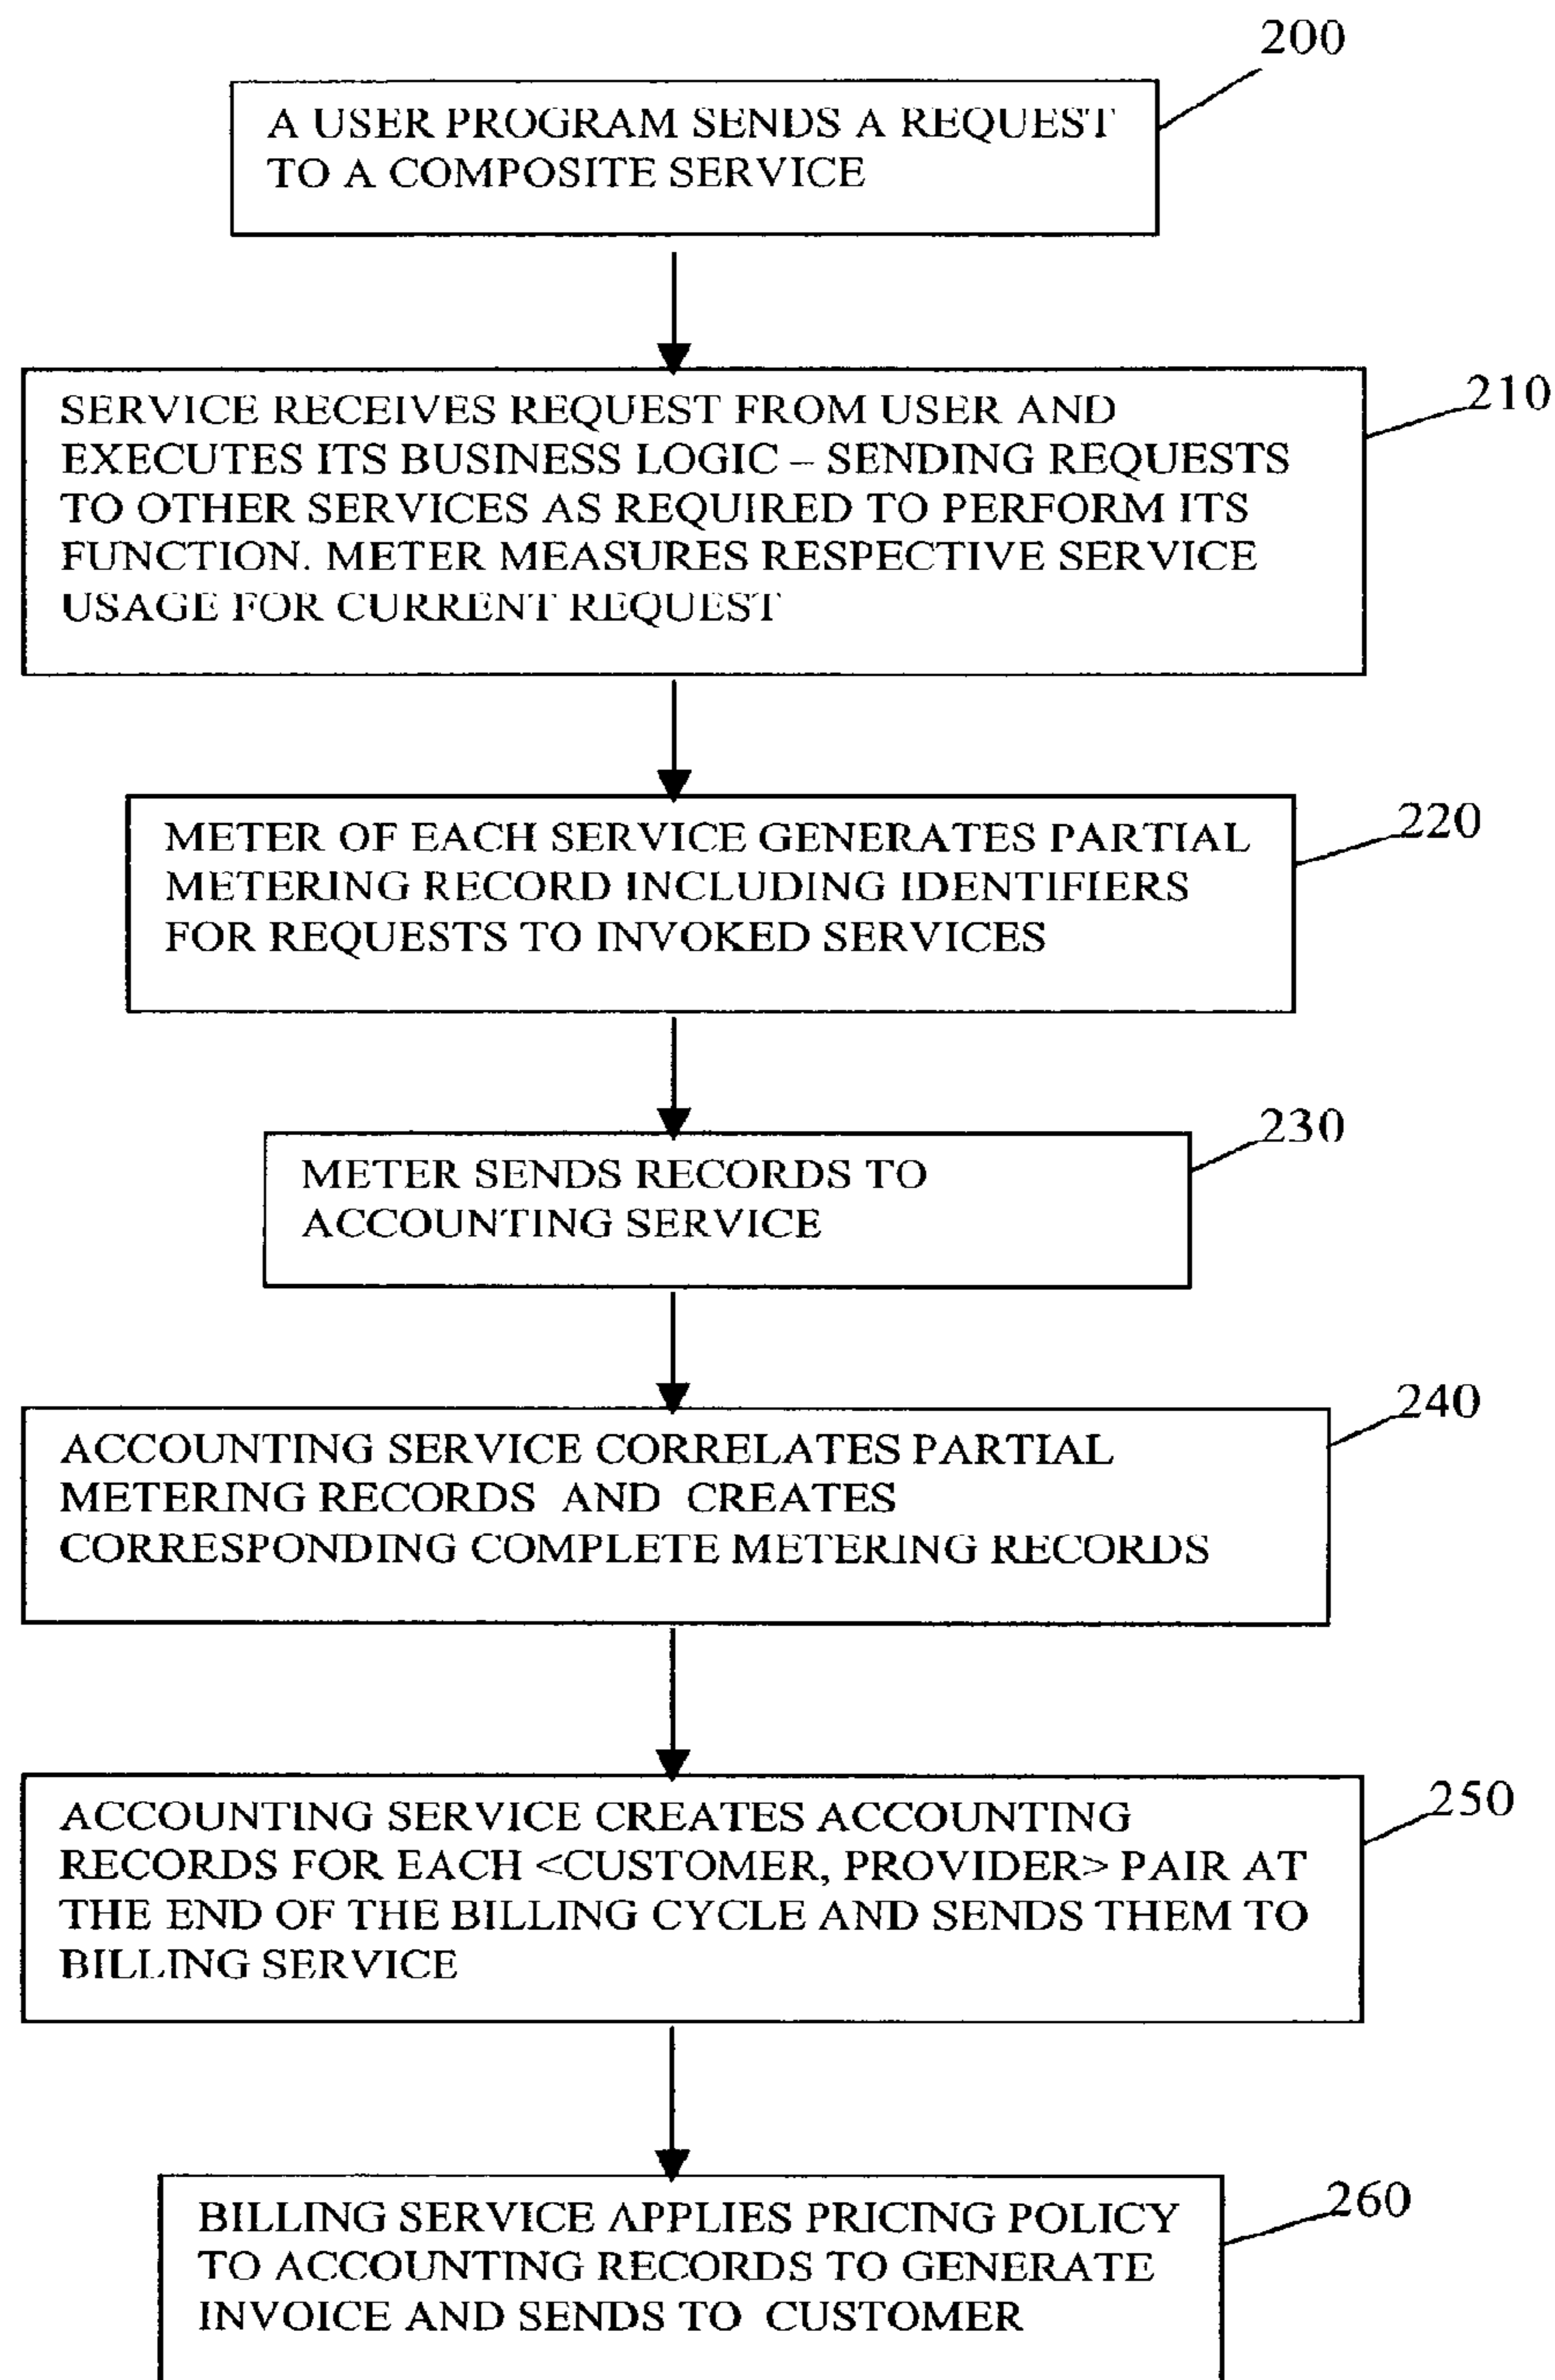 200
A USER PROGRAM SENDS A REQUEST
TO A COMPOSITE SERVICE
210
SERVICE RECEIVES REQUEST FROM USER AND
EXECUTES ITS BUSINESS LOGIC – SENDING REQUESTS
TO OTHER SERVICES AS REQUIRED TO PERFORM ITS
FUNCTION. METER MEASURES RESPECTIVE SERVICE
USAGE FOR CURRENT REQUEST
220
METER OF EACH SERVICE GENERATES PARTIAL
METERING RECORD INCLUDING IDENTIFIERS
FOR REQUESTS TO INVOKED SERVICES
230
METER SENDS RECORDS TO
ACCOUNTING SERVICE
240
ACCOUNTING SERVICE CORRELATES PARTIAL
METERING RECORDS AND CREATES
CORRESPONDING COMPLETE METERING RECORDS
250
ACCOUNTING SERVICE CREATES ACCOUNTING
RECORDS FOR EACH <CUSTOMER, PROVIDER> PAIR AT
THE END OF THE BILLING CYCLE AND SENDS THEM TO
BILLING SERVICE
260
BILLING SERVICE APPLIES PRICING POLICY
TO ACCOUNTING RECORDS TO GENERATE
INVOICE AND SENDS TO CUSTOMER